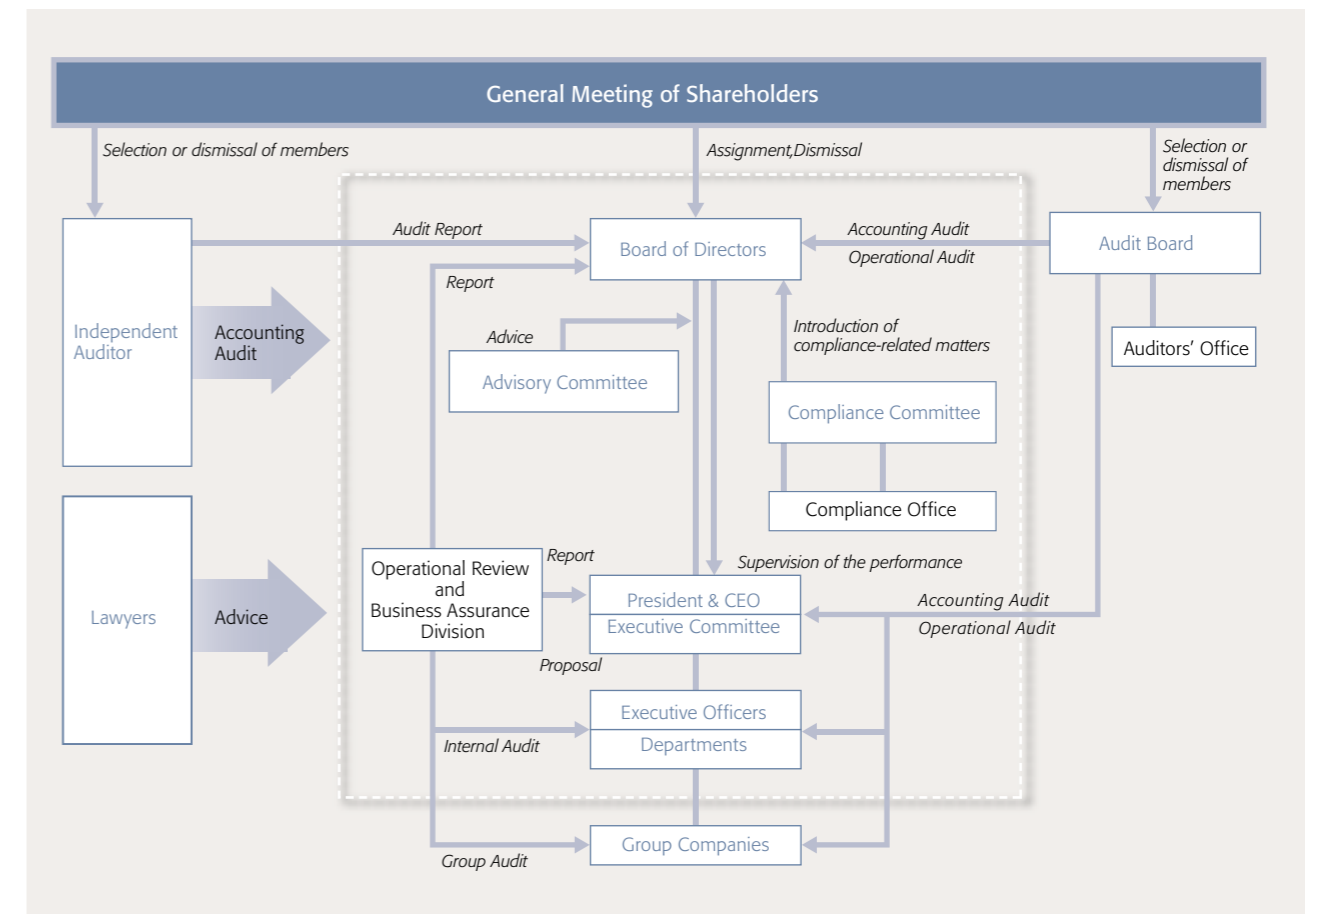 General Meeting of Shareholders
Selection or dismissal of members
Assignment,Dismissal
Selection or
dismissal of
members
Audit Report
Board of Directors
Accounting Audit
Operational Audit
Audit Board
Report
Independent
Auditor
Accounting
Audit
Advice
Advisory Committee
Introduction of
compliance-related matters
Auditors’ Office
Compliance Committee
Compliance Office
Operational Review
and
Business Assurance
Division
Report
Supervision of the performance
Lawyers
Advice
President & CEO
Executive Committee
Accounting Audit
Operational Audit
Proposal
Executive Officers
Departments
Internal Audit
Group Companies
Group Audit